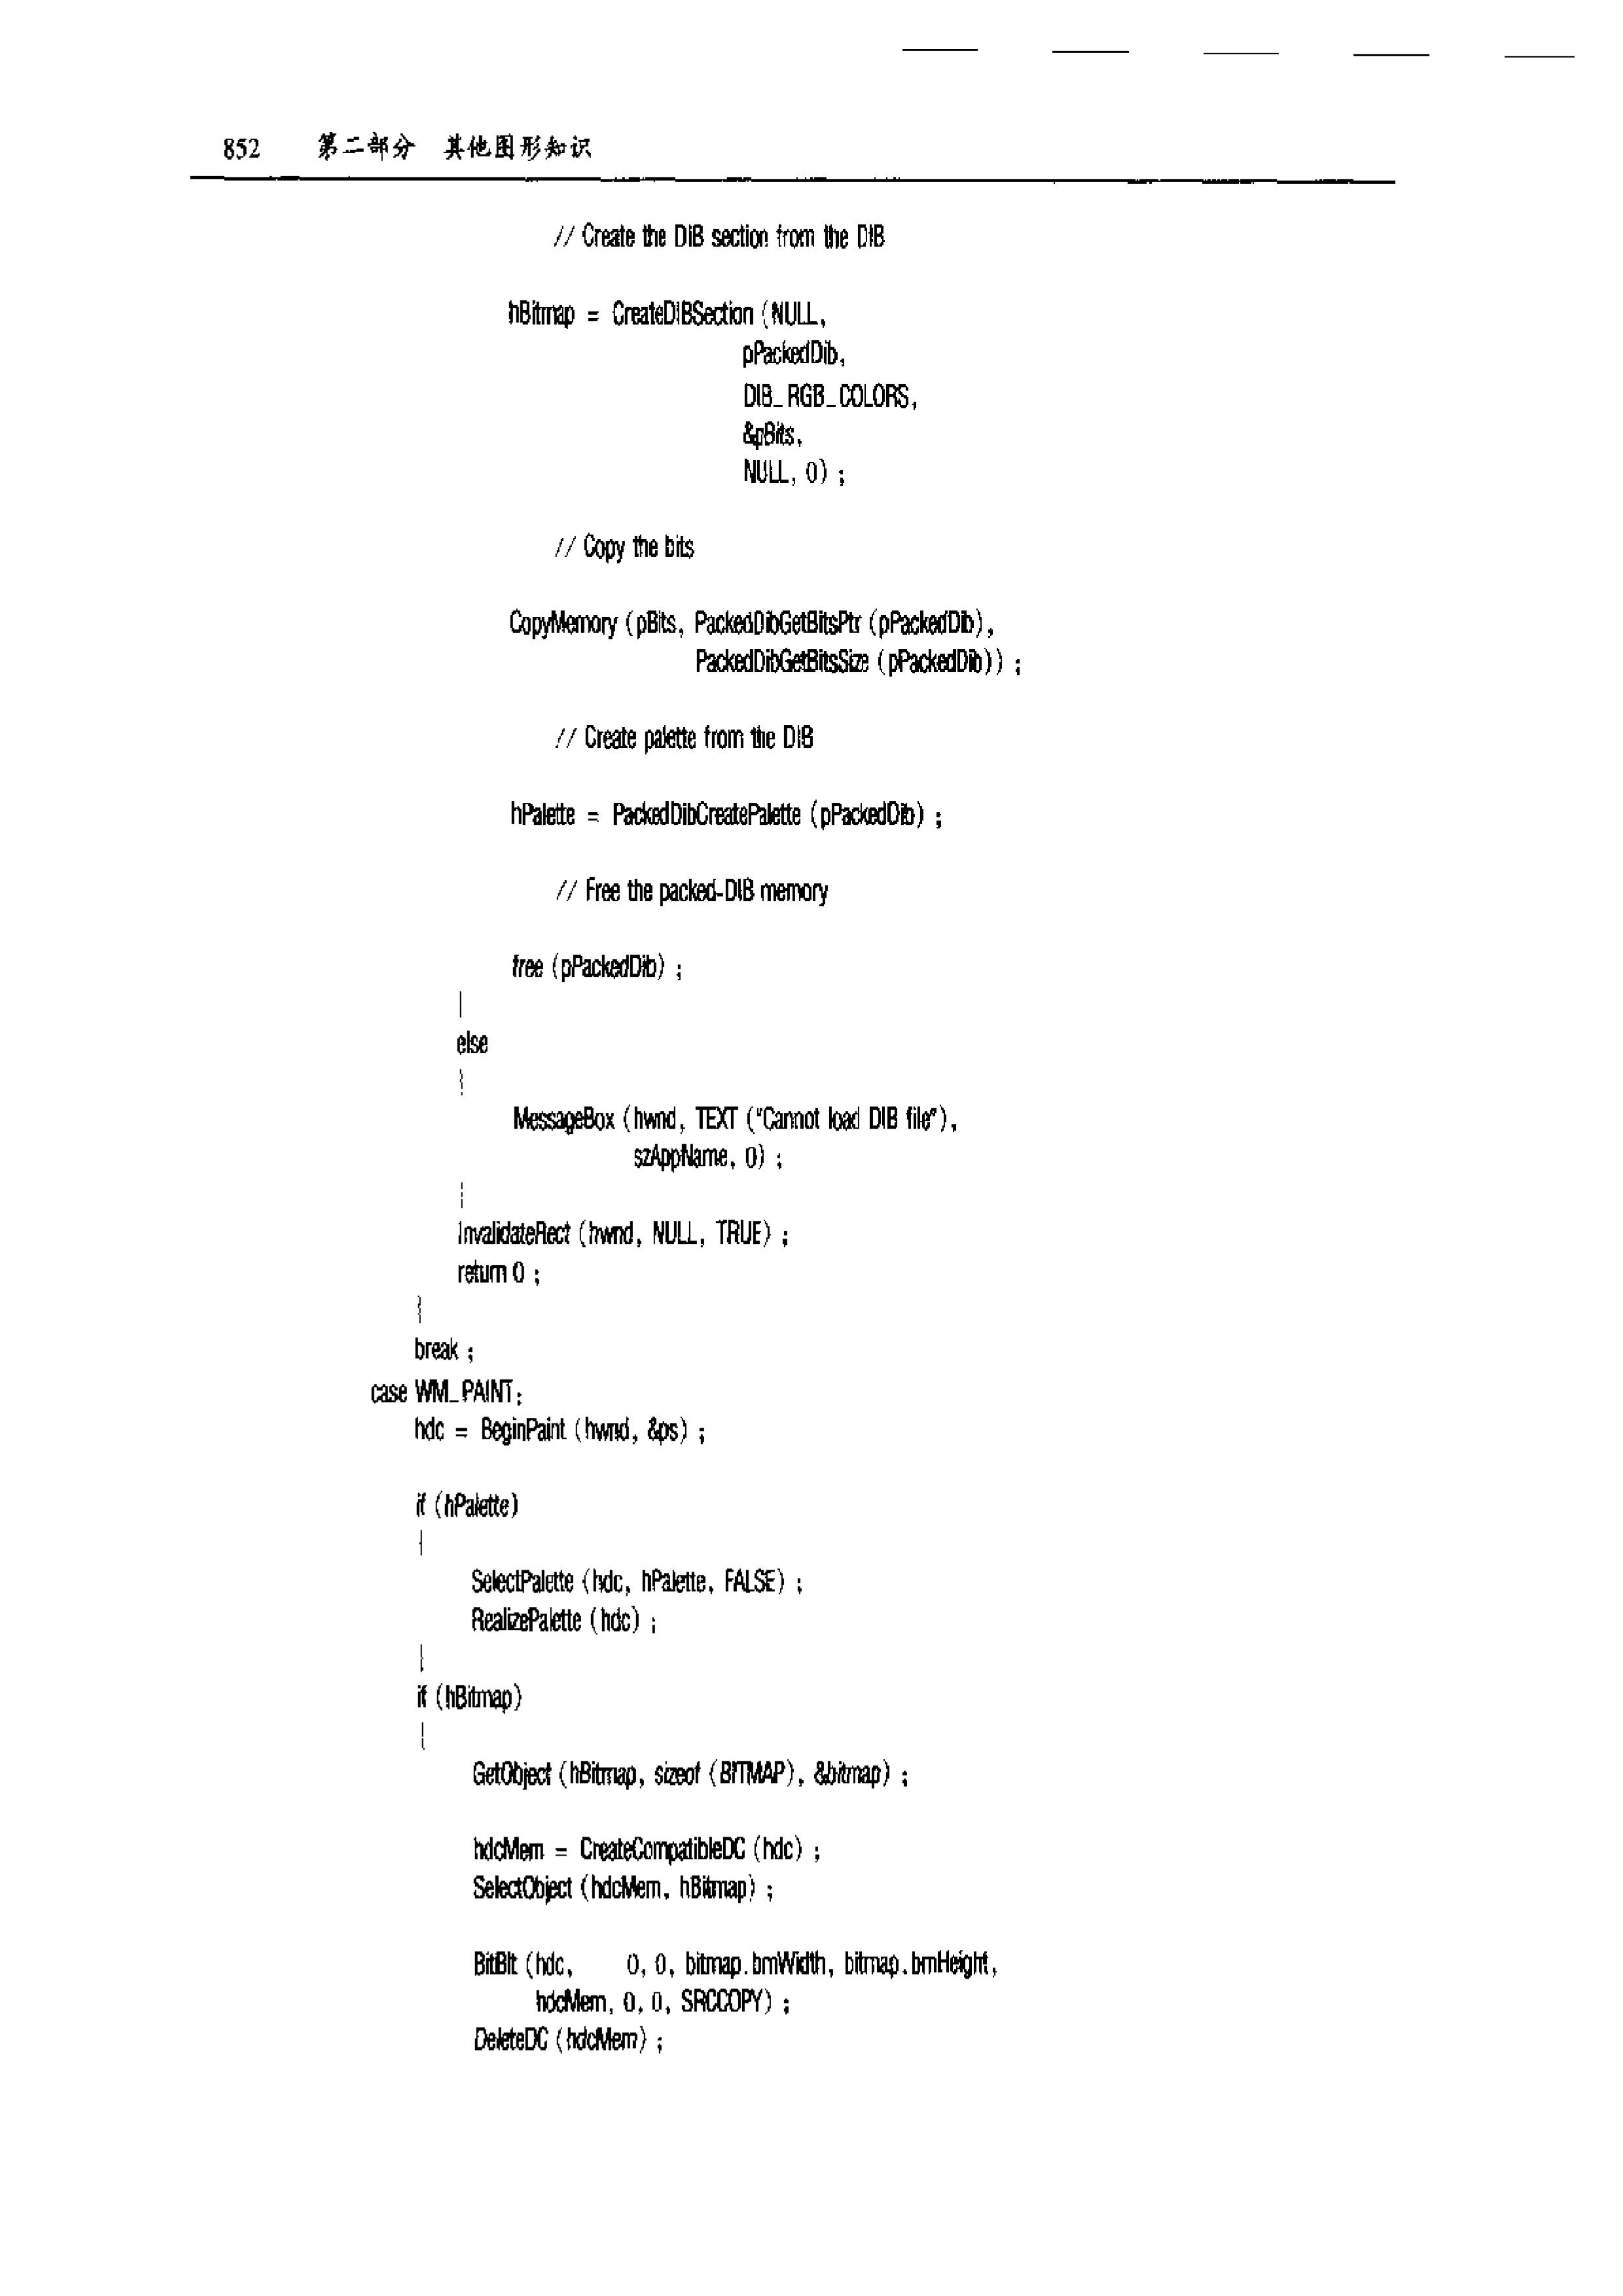 852 第二部分 其他图形知识
// Create the DIB section from the DIB
hBitmap = CreateDIBSection (NULL,
pPackedDib,
DIB_RGB_COLORS,
&pBits,
NULL, 0) ;
// Copy the bits
CopyMemory (pBits, PackedDibGetBitsPtr (pPackedDib),
PackedDibGetBitsSize (pPackedDib)) ;
// Create palette from the DIB
hPalette = PackedDibCreatePalette (pPackedDib) ;
// Free the packed-DIB memory
free (pPackedDib) ;
}
else
{
MessageBox (hwnd, TEXT ("Cannot load DIB file"),
szAppName, 0) ;
}
InvalidateRect (hwnd, NULL, TRUE) ;
return 0 ;
}
break ;
case WM_PAINT:
hdc = BeginPaint (hwnd, &ps) ;
if (hPalette)
{
SelectPalette (hdc, hPalette, FALSE) ;
RealizePalette (hdc) ;
}
if (hBitmap)
{
GetObject (hBitmap, sizeof (BITMAP), &bitmap) ;
hdcMem = CreateCompatibleDC (hdc) ;
SelectObject (hdcMem, hBitmap) ;
BitBlt (hdc, 0, 0, bitmap.bmWidth, bitmap.bmHeight,
hdcMem, 0, 0, SRCCOPY) ;
DeleteDC (hdcMem) ;